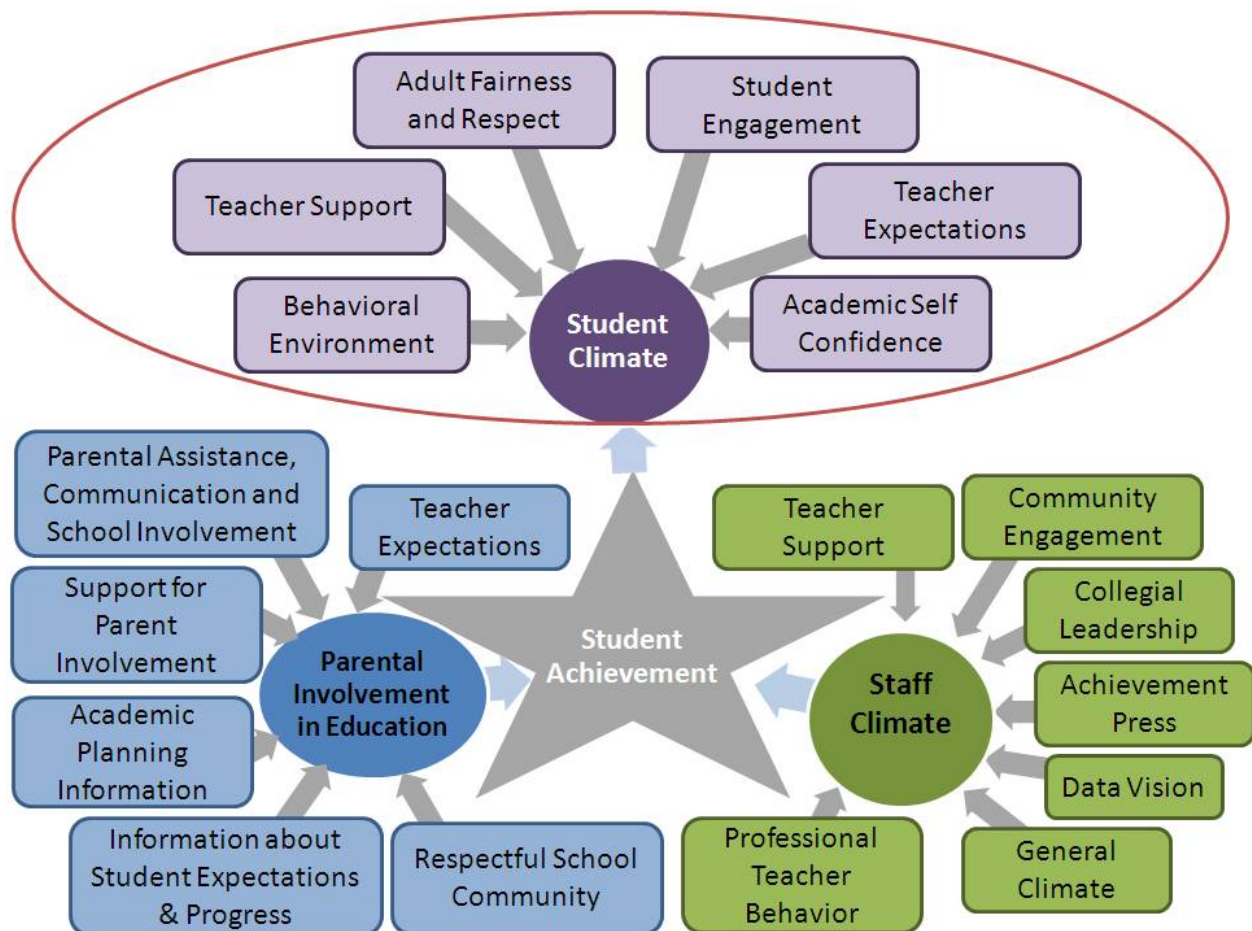 Adult Fairness
and Respect
Student
Engagement
Teacher Support
Teacher
Expectations
Behavioral
Environment
Student
Climate
Academic Self
Confidence
Parental Assistance,
Communication and
School Involvement
Teacher
Expectations
Teacher
Support
Community
Engagement
Support for
Parent
Involvement
Collegial
Leadership
Parental
Involvement
in Education
Student
Achievement
Staff
Climate
Achievement
Press
Academic
Planning
Information
Data Vision
Information about
Student Expectations
& Progress
Respectful School
Community
Professional
Teacher
Behavior
General
Climate